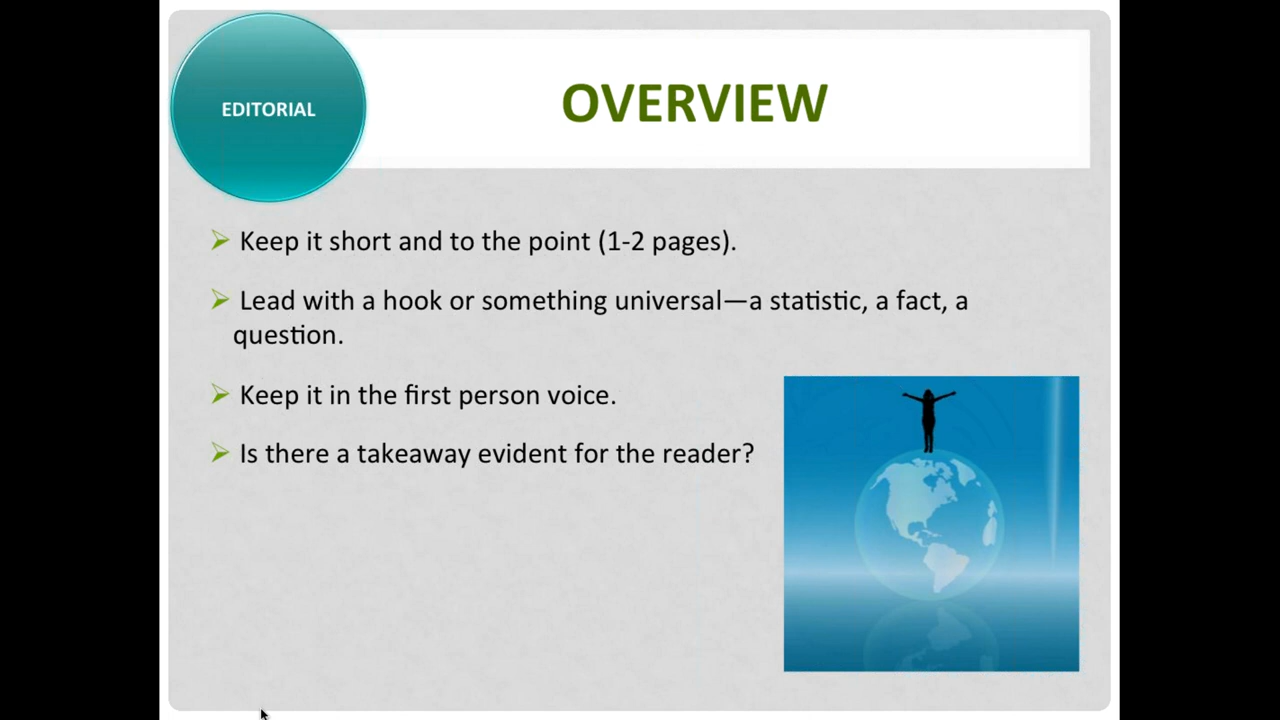 EDITORIAL
OVERVIEW
Keep it short and to the point (1-2 pages).
Lead with a hook or something universal—a statistic, a fact, a
question.
Keep it in the first person voice.
Is there a takeaway evident for the reader?